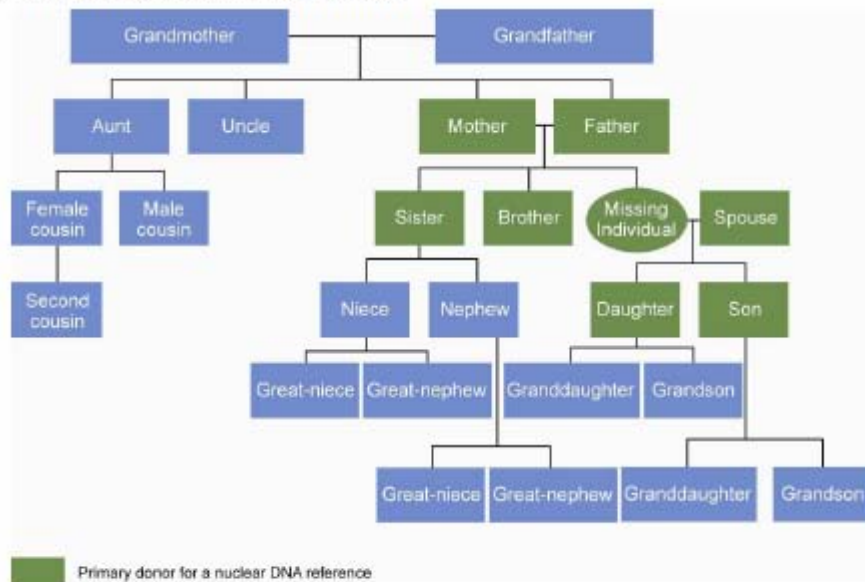 Grandmother
Grandfather
Aunt
Uncle
Mother
Father
Female
cousin
Male
cousin
Sister
Brother
Missing
Individual
Spouse
Second
cousin
Niece
Nephew
Daughter
Son
Great-niece
Great-nephew
Granddaughter
Grandson
Great-niece
Great-nephew
Granddaughter
Grandson
Primary donor for a nuclear DNA reference